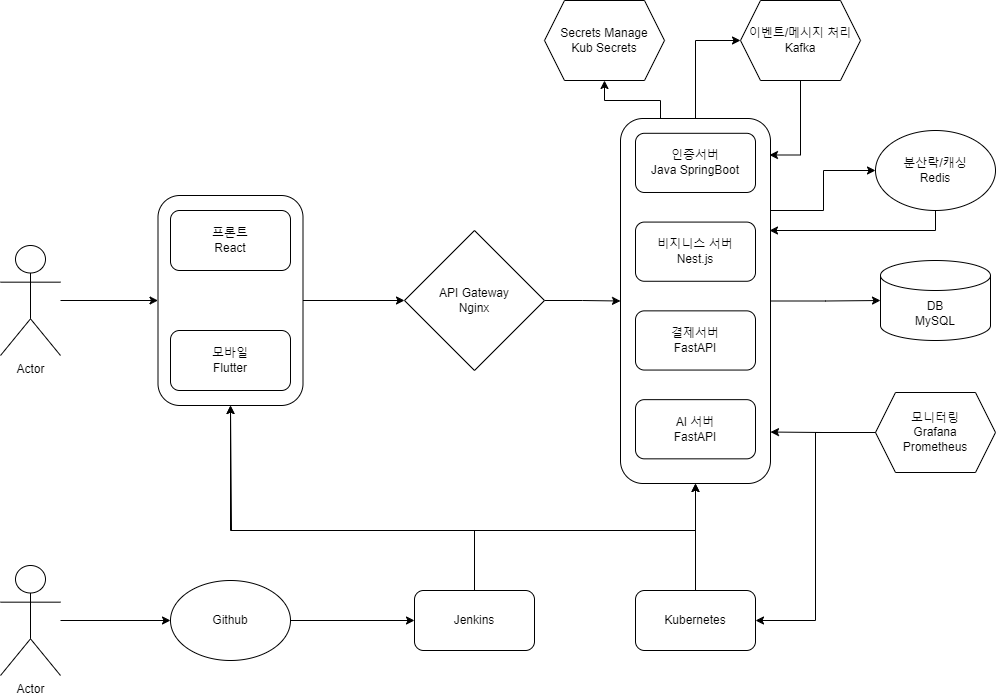 Secrets Manage
Kub Secrets
이벤트/메시지 처리
Kafka
인증서버
Java SpringBoot
분산락/캐싱
Redis
프론트
React
비지니스 서버
Nest.js
API Gateway
Nginx
DB
MySQL
결제서버
FastAPI
모바일
Flutter
Actor
AI 서버
FastAPI
모니터링
Grafana
Prometheus
Github
Jenkins
Kubernetes
Actor